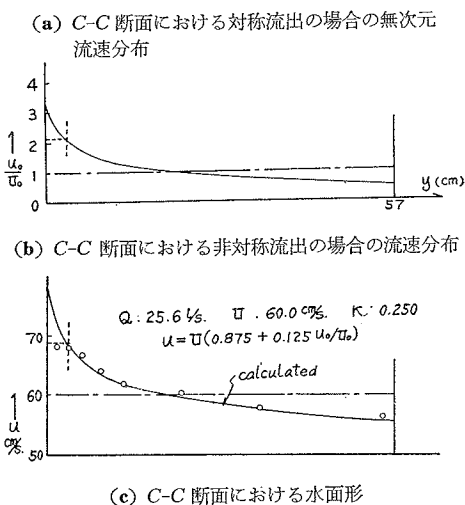 (a) C-C 断面における対称流出の場合の無次元
流速分布
4
3
2
1
0
u₀/U̅₀
y (cm)
57
(b) C-C 断面における非対称流出の場合の流速分布
Q : 25.6 l/s. U̅ . 60.0 cm/s. K : 0.250
u = U̅(0.875 + 0.125 u₀/U̅₀)
70
60
50
u
cm/s.
calculated
(c) C-C 断面における水面形